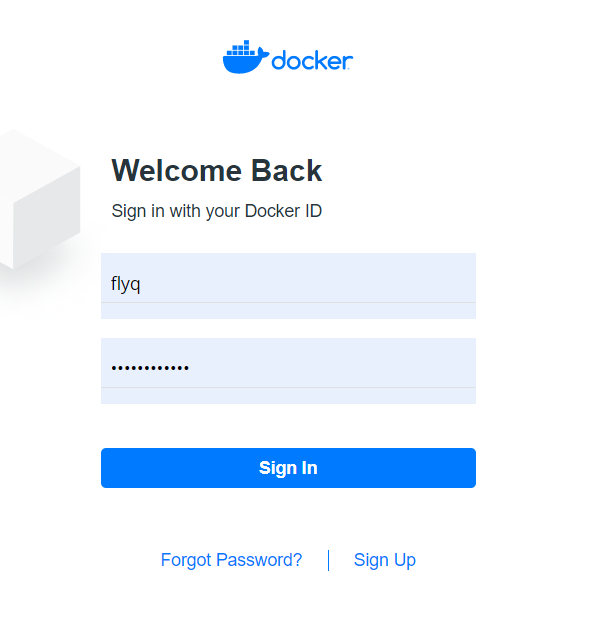 docker
Welcome Back
Sign in with your Docker ID
flyq
••••••••••••
Sign In
Forgot Password? | Sign Up